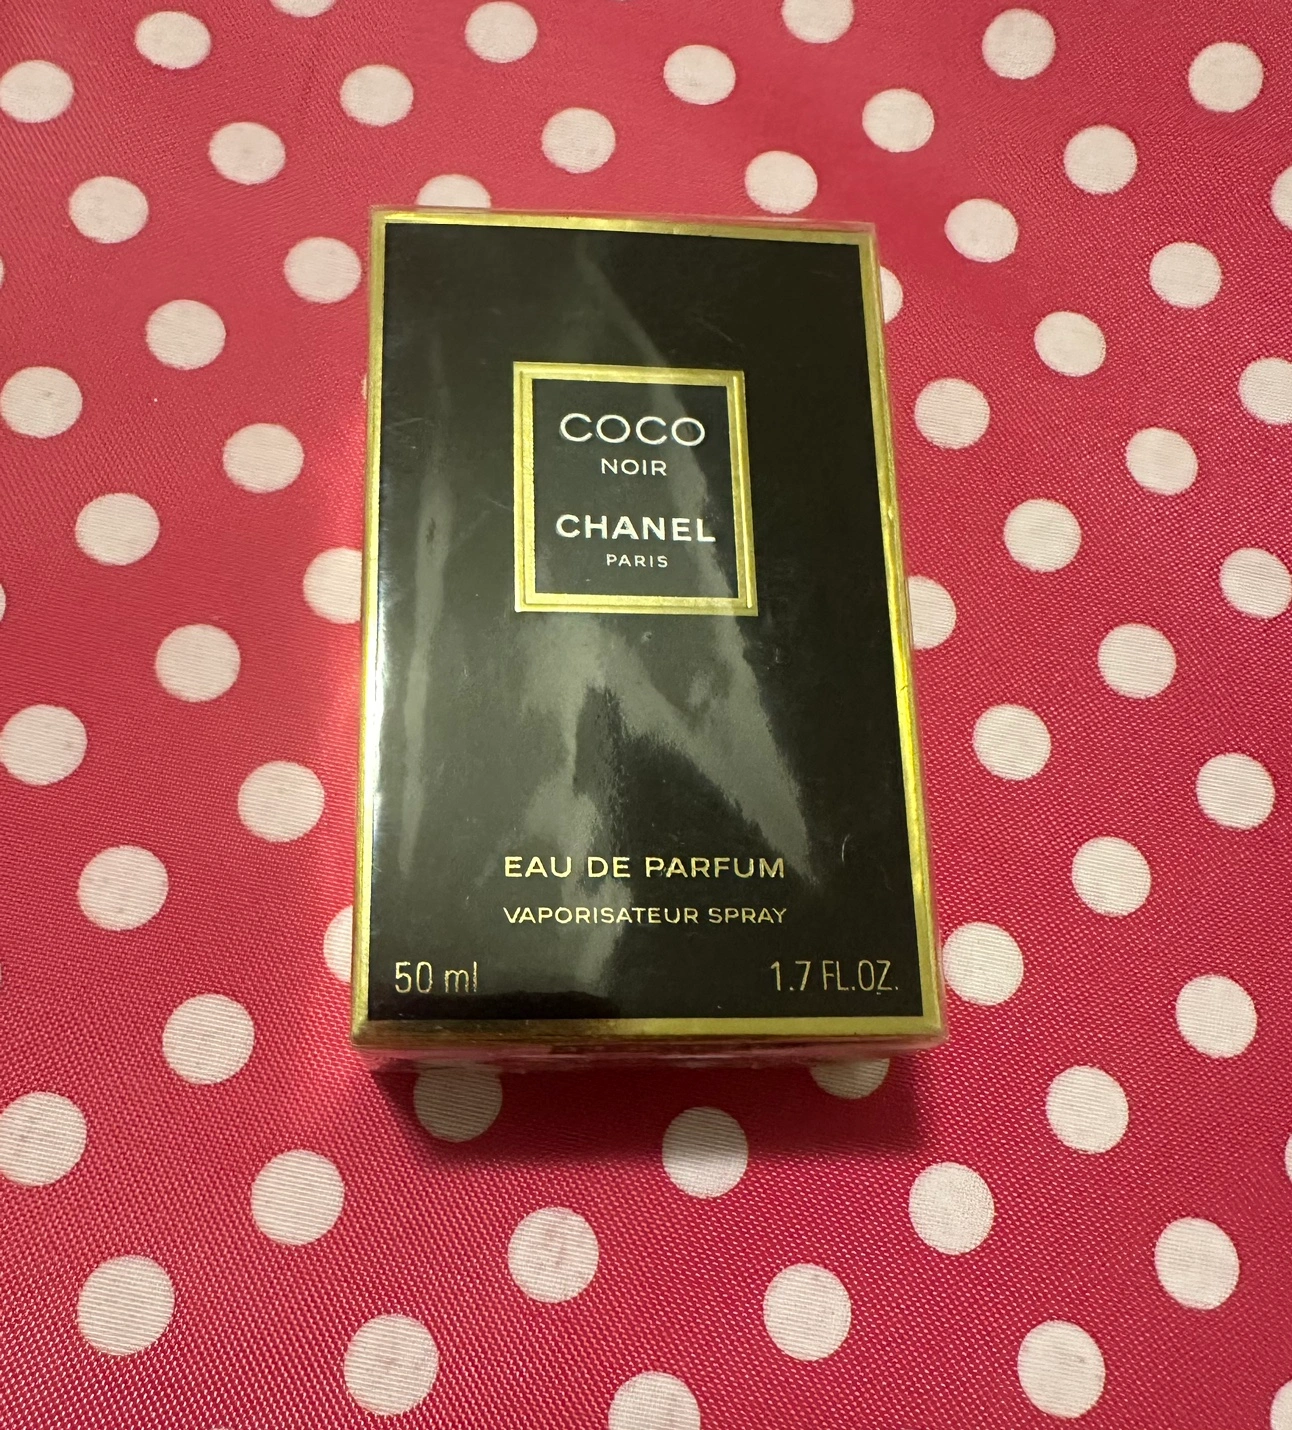 COCO
NOIR
CHANEL
PARIS
EAU DE PARFUM
VAPORISATEUR SPRAY
50 ml 1.7 FL.OZ.